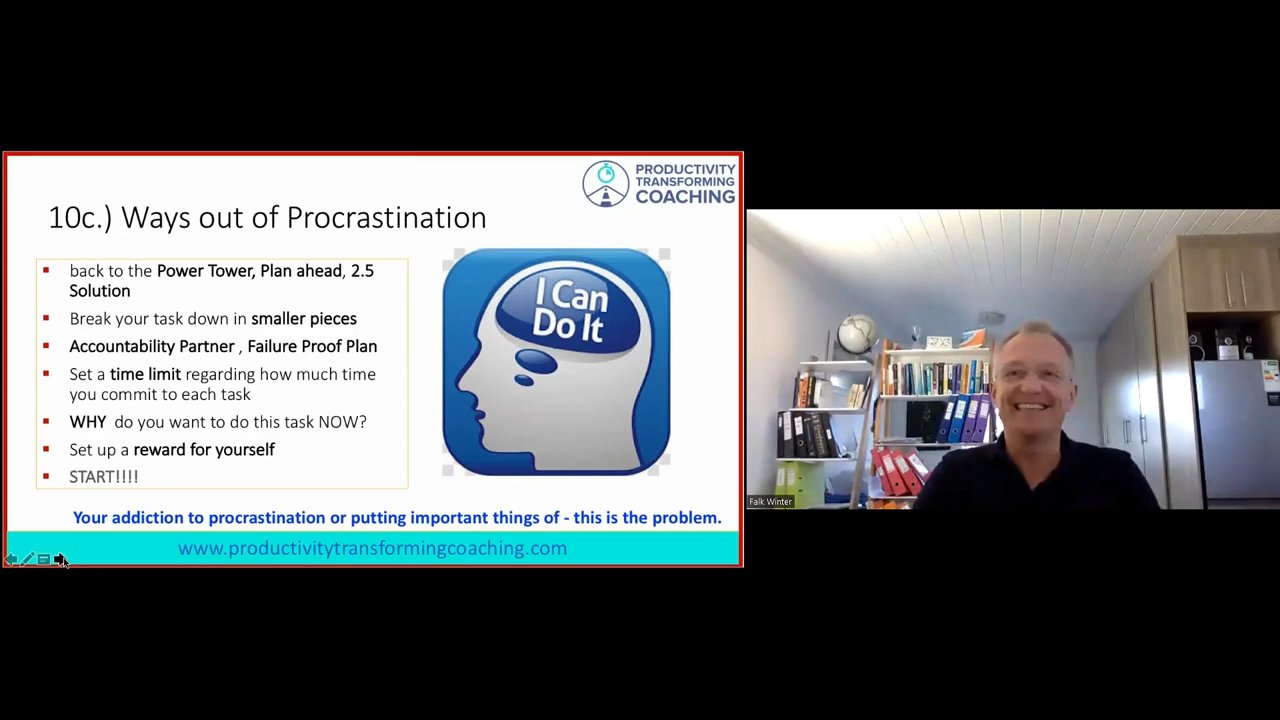 PRODUCTIVITY
TRANSFORMING
COACHING
10c.) Ways out of Procrastination
back to the Power Tower, Plan ahead, 2.5
Solution
Break your task down in smaller pieces
Accountability Partner , Failure Proof Plan
Set a time limit regarding how much time
you commit to each task
WHY do you want to do this task NOW?
Set up a reward for yourself
START!!!!
I Can
Do It
Your addiction to procrastination or putting important things of - this is the problem.
www.productivitytransformingcoaching.com
Falk Winter